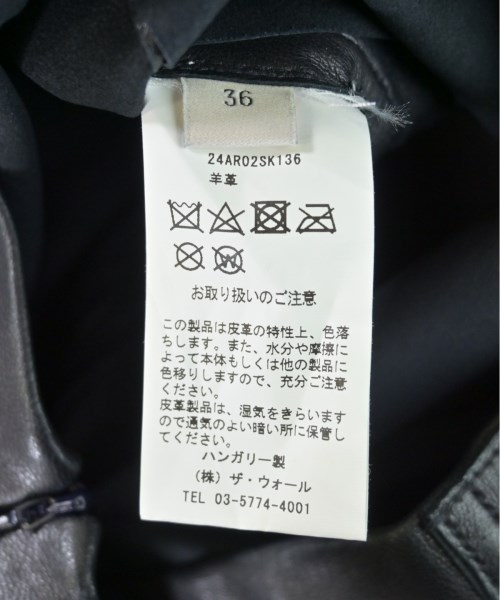 36
24AR02SK136
羊革
お取り扱いのご注意
この製品は皮革の特性上、色落
ちします。また、水分や摩擦に
よって本体もしくは他の製品に
色移りしますので、充分ご注意
ください。
皮革製品は、湿気をきらいます
ので通気のよい暗い所に保管し
てください。
ハンガリー製
（株）ザ・ウォール
TEL 03-5774-4001